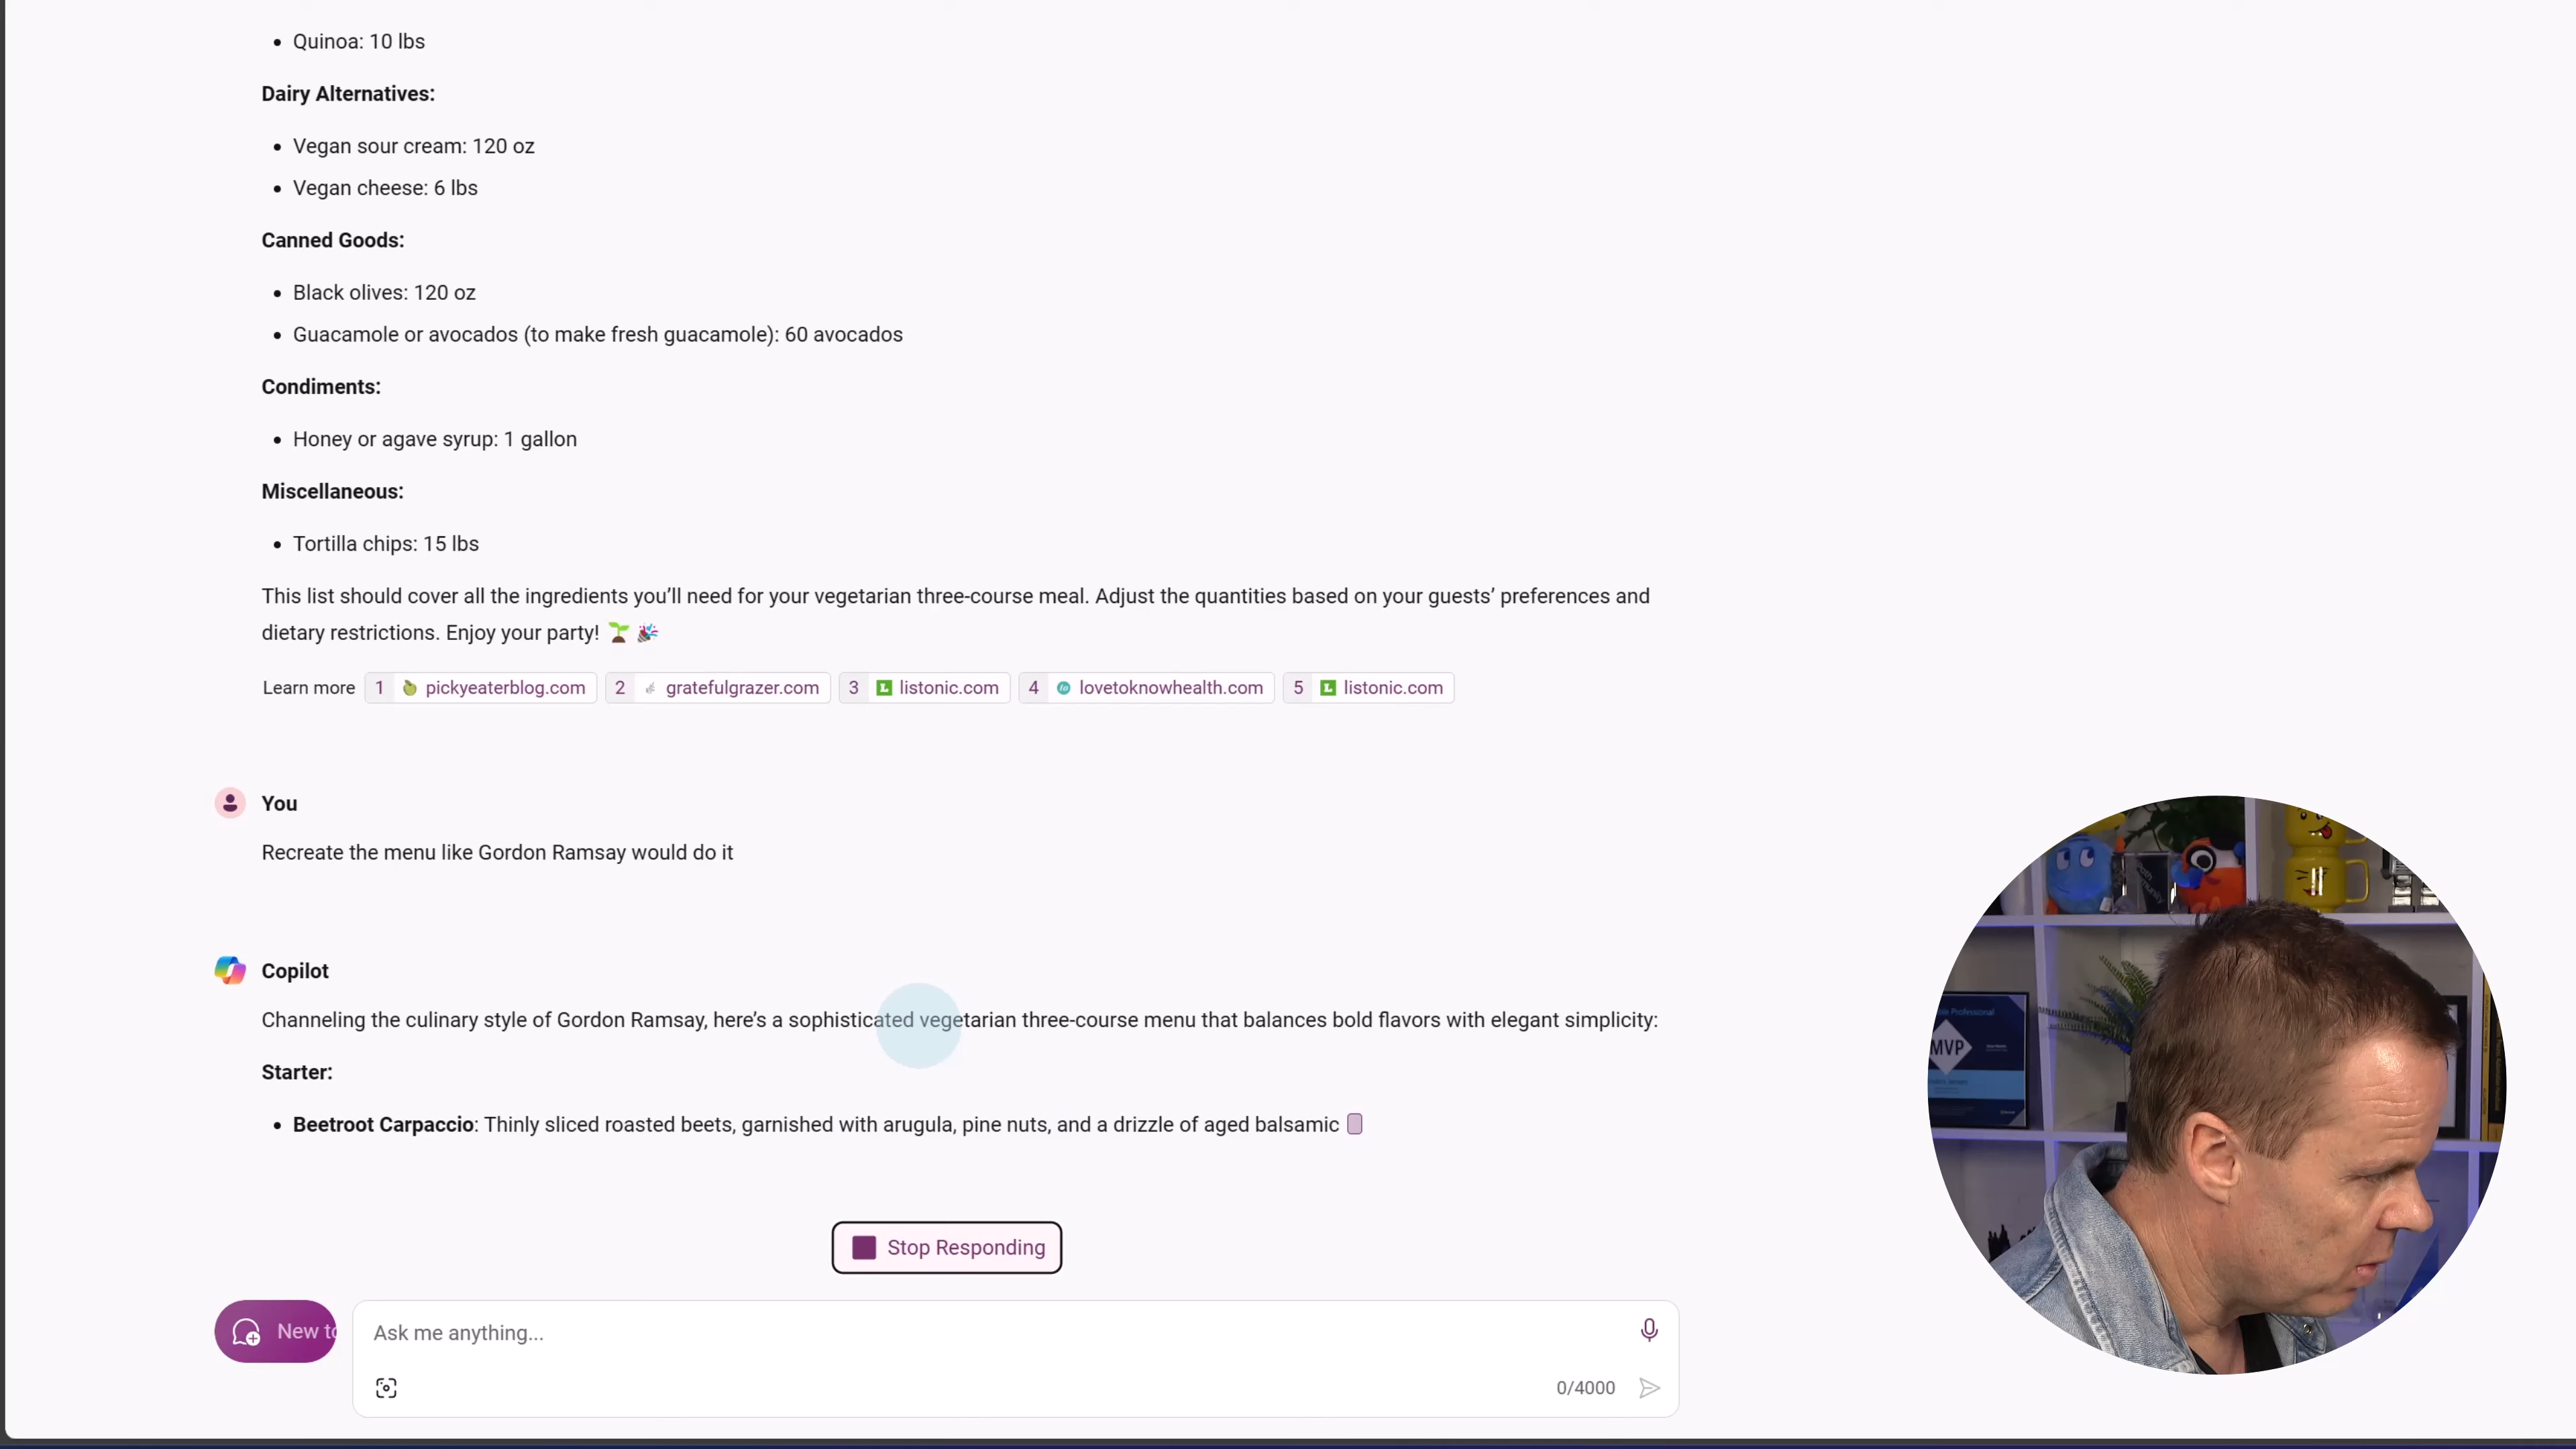 Quinoa: 10 lbs
Dairy Alternatives:
Vegan sour cream: 120 oz
Vegan cheese: 6 lbs
Canned Goods:
Black olives: 120 oz
Guacamole or avocados (to make fresh guacamole): 60 avocados
Condiments:
Honey or agave syrup: 1 gallon
Miscellaneous:
Tortilla chips: 15 lbs
This list should cover all the ingredients you’ll need for your vegetarian three-course meal. Adjust the quantities based on your guests’ preferences and
dietary restrictions. Enjoy your party! 🌱 🎉
Learn more 1 pickyeaterblog.com 2 gratefulgrazer.com 3 listonic.com 4 lovetoknowhealth.com 5 listonic.com
You
Recreate the menu like Gordon Ramsay would do it
Copilot
Channeling the culinary style of Gordon Ramsay, here’s a sophisticated vegetarian three-course menu that balances bold flavors with elegant simplicity:
Starter:
Beetroot Carpaccio: Thinly sliced roasted beets, garnished with arugula, pine nuts, and a drizzle of aged balsamic
Stop Responding
New to
Ask me anything...
0/4000
Professional
MVP